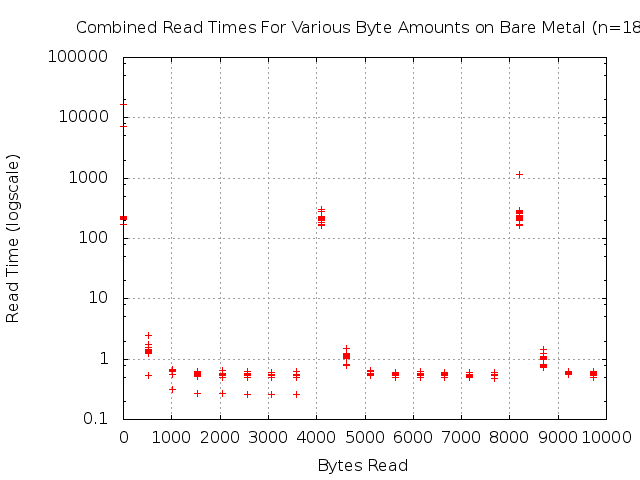 Combined Read Times For Various Byte Amounts on Bare Metal (n=18
100000
10000
1000
100
10
1
0.1
Read Time (logscale)
0 1000 2000 3000 4000 5000 6000 7000 8000 9000 10000
Bytes Read